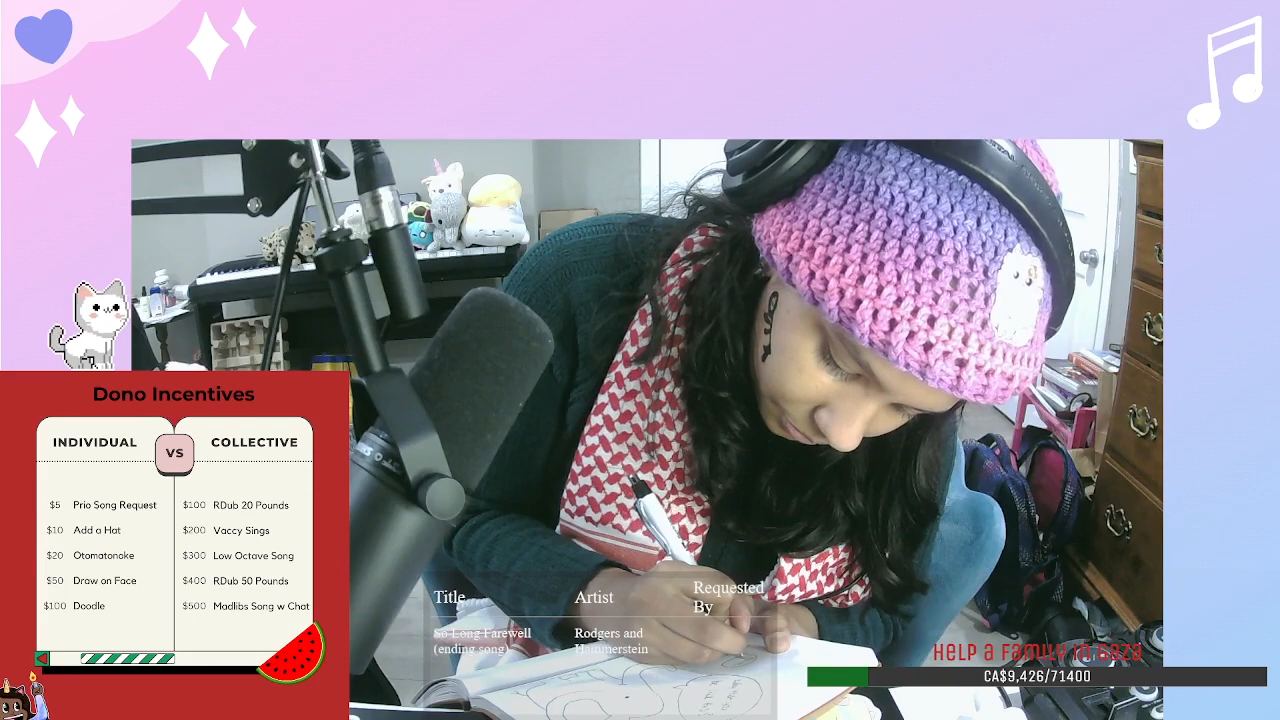 Dono Incentives
INDIVIDUAL
VS
COLLECTIVE
$5 Prio Song Request
$10 Add a Hat
$20 Otomatonoke
$50 Draw on Face
$100 Doodle
$100 RDub 20 Pounds
$200 Vaccy Sings
$300 Low Octave Song
$400 RDub 50 Pounds
$500 Madlibs Song w Chat
Title Artist Requested By
So Long Farewell (ending song) Rodgers and Hammerstein
Help a Family in Gaza
CA$9,426/71400